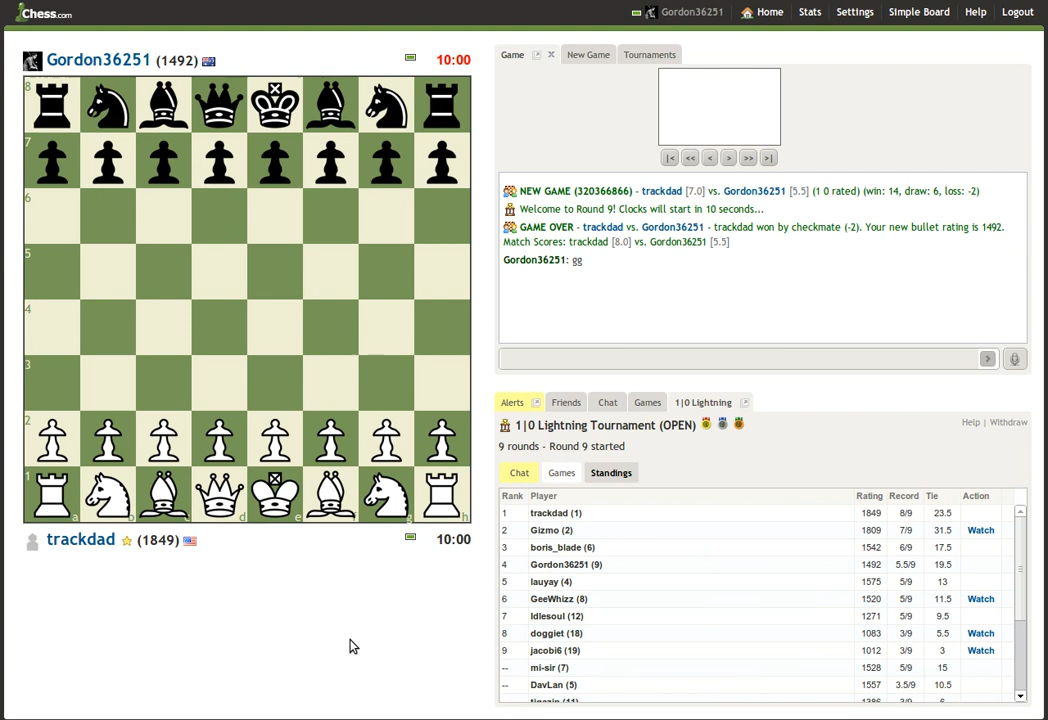 Chess.com
Gordon36251 Home Stats Settings Simple Board Help Logout
Gordon36251 (1492) 10:00
8
7
6
5
4
3
2
1
a b c d e f g h
trackdad (1849) 10:00
Game New Game Tournaments
|< << < > >> >|
NEW GAME (320366866) - trackdad [7.0] vs. Gordon36251 [5.5] (1 0 rated) (win: 14, draw: 6, loss: -2)
Welcome to Round 9! Clocks will start in 10 seconds...
GAME OVER - trackdad vs. Gordon36251 - trackdad won by checkmate (-2). Your new bullet rating is 1492.
Match Scores: trackdad [8.0] vs. Gordon36251 [5.5]
Gordon36251: gg
Alerts Friends Chat Games 1|0 Lightning
1|0 Lightning Tournament (OPEN) Help | Withdraw
9 rounds - Round 9 started
Chat Games Standings
Rank Player Rating Record Tie Action
1 trackdad (1) 1849 8/9 23.5
2 Gizmo (2) 1809 7/9 31.5 Watch
3 boris_blade (6) 1542 6/9 17.5
4 Gordon36251 (9) 1492 5.5/9 19.5
5 lauyay (4) 1575 5/9 13
6 GeeWhizz (8) 1520 5/9 11.5 Watch
7 Idlesoul (12) 1271 5/9 9.5
8 doggiet (18) 1083 3/9 5.5 Watch
9 jacobi6 (19) 1012 3/9 3 Watch
-- mi-sir (7) 1528 5/9 15
-- DavLan (5) 1557 3.5/9 10.5